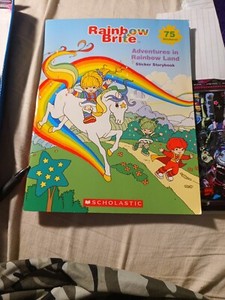 Rainbow
Brite
75
Adventures in
Rainbow Land
Sticker Storybook
SCHOLASTIC